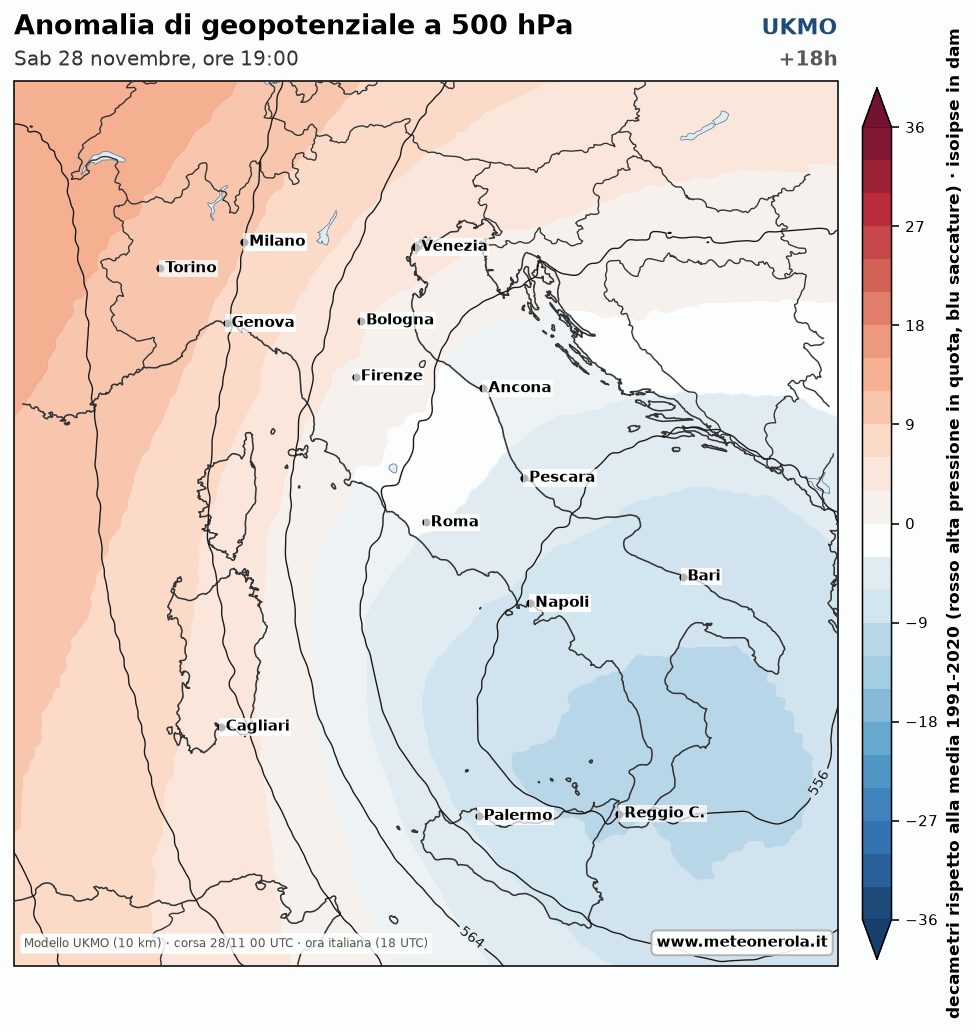 Anomalia di geopotenziale a 500 hPa
UKMO
Sab 28 novembre, ore 19:00
+18h
Milano
Venezia
Torino
Genova
Bologna
Firenze
Ancona
Pescara
Roma
Bari
Napoli
Cagliari
556
Palermo
Reggio C.
564
Modello UKMO (10 km) · corsa 28/11 00 UTC · ora italiana (18 UTC)
www.meteonerola.it
36
27
18
9
0
−9
−18
−27
−36
decametri rispetto alla media 1991-2020 (rosso alta pressione in quota, blu saccature) · isoipse in dam